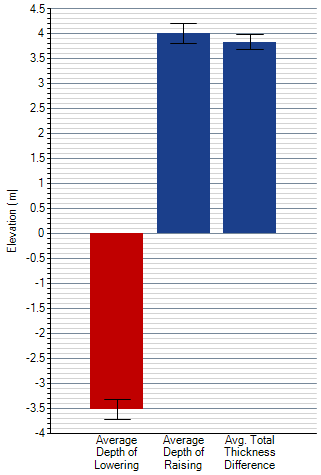 4.5
4
3.5
3
2.5
2
1.5
1
0.5
0
-0.5
-1
-1.5
-2
-2.5
-3
-3.5
-4
Elevation (m|
Average
Depth of
Lowering
Average
Depth of
Raising
Avg. Total
Thickness
Difference